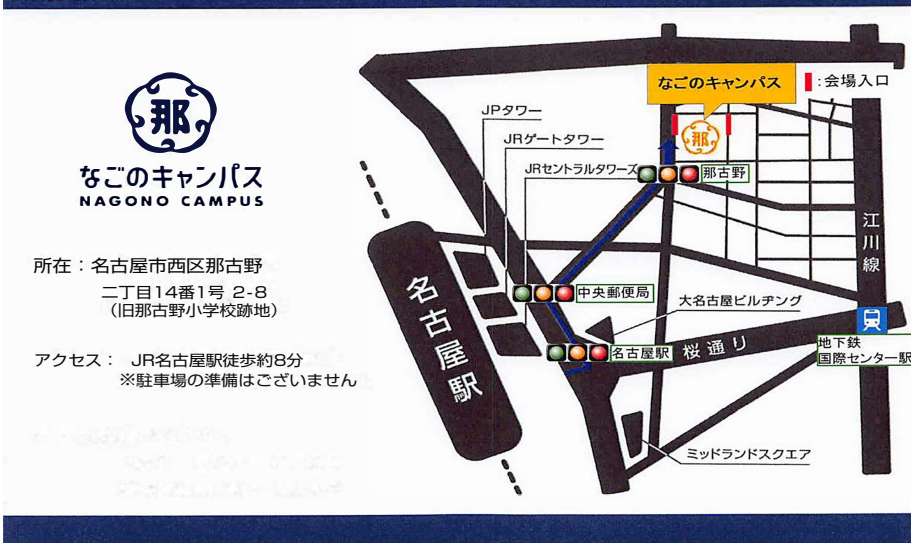 那
なごのキャンパス
NAGONO CAMPUS
所在：名古屋市西区那古野
二丁目14番1号 2-8
（旧那古野小学校跡地）
アクセス： JR名古屋駅徒歩約8分
※駐車場の準備はございません
なごのキャンパス
:会場入口
JPタワー
JRゲートタワー
JRセントラルタワーズ
那
那古野
江川線
名古屋駅
中央郵便局
大名古屋ビルヂング
名古屋駅
桜通り
地下鉄
国際センター駅
ミッドランドスクエア